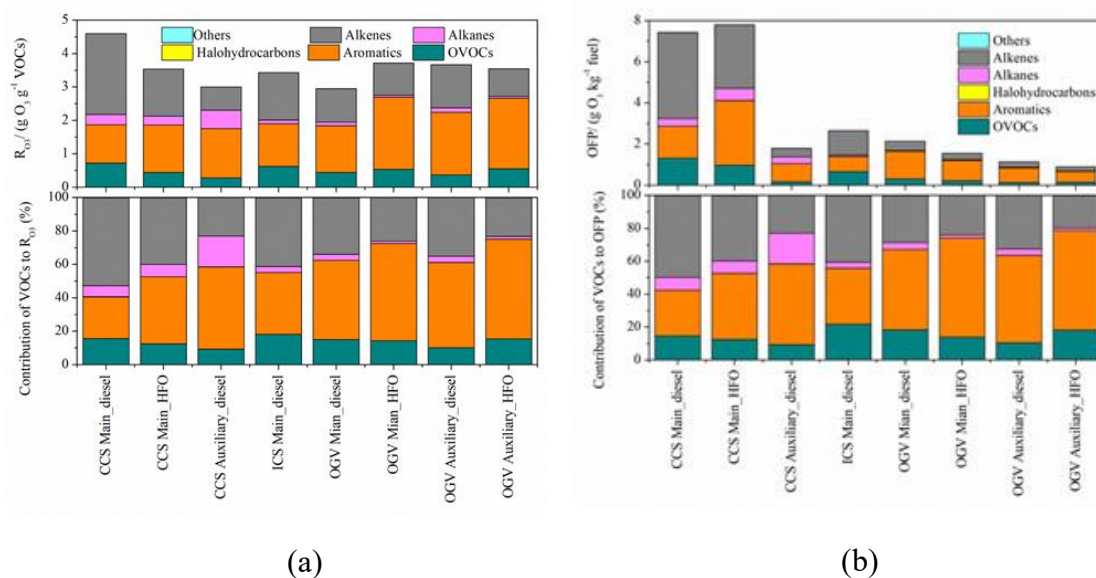 5
4
3
2
1
0
R_O3/ (g O_3 g^-1 VOCs)
Others Alkenes Alkanes
Halohydrocarbons Aromatics OVOCs
100
80
60
40
20
0
Contribution of VOCs to R_O3 (%)
CCS Main_diesel
CCS Main_HFO
CCS Auxiliary_diesel
ICS Main_diesel
OGV Mian_diesel
OGV Mian_HFO
OGV Auxiliary_diesel
OGV Auxiliary_HFO
(a)
8
6
4
2
0
OFP/ (g O_3 kg^-1 fuel)
Others
Alkenes
Alkanes
Halohydrocarbons
Aromatics
OVOCs
100
80
60
40
20
0
Contribution of VOCs to OFP (%)
CCS Main_diesel
CCS Main_HFO
CCS Auxiliary_diesel
ICS Main_diesel
OGV Mian_diesel
OGV Mian_HFO
OGV Auxiliary_diesel
OGV Auxiliary_HFO
(b)